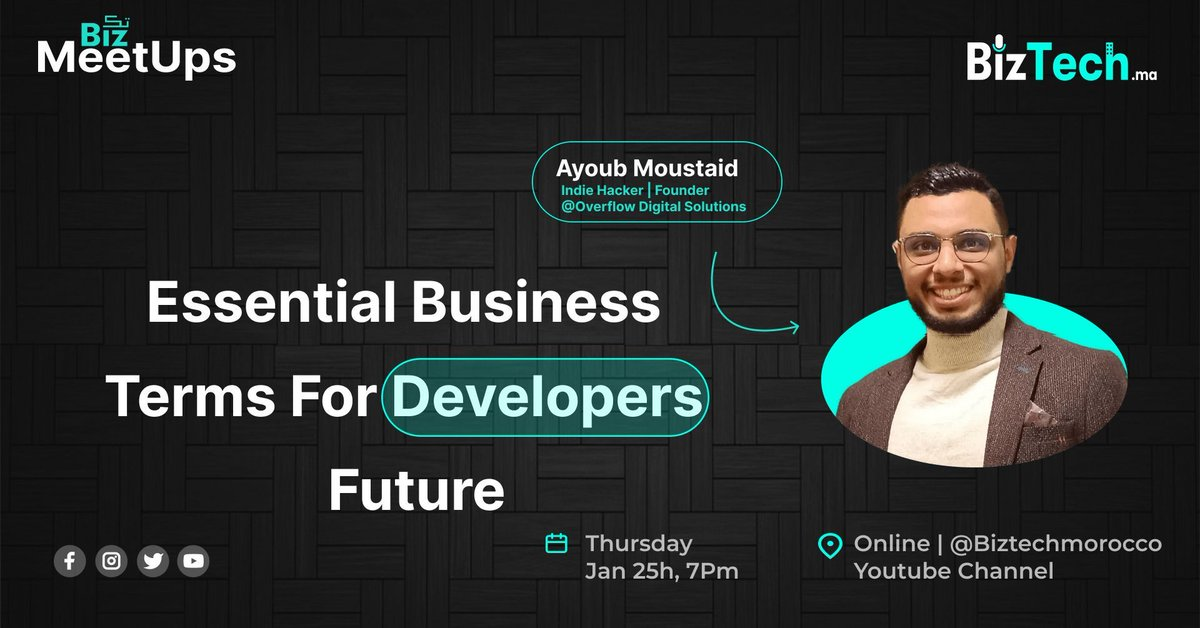 تيك
Biz
MeetUps
BizTech.ma
Ayoub Moustaid
Indie Hacker | Founder
@Overflow Digital Solutions
Essential Business
Terms For Developers
Future
Thursday
Jan 25h, 7Pm
Online | @Biztechmorocco
Youtube Channel